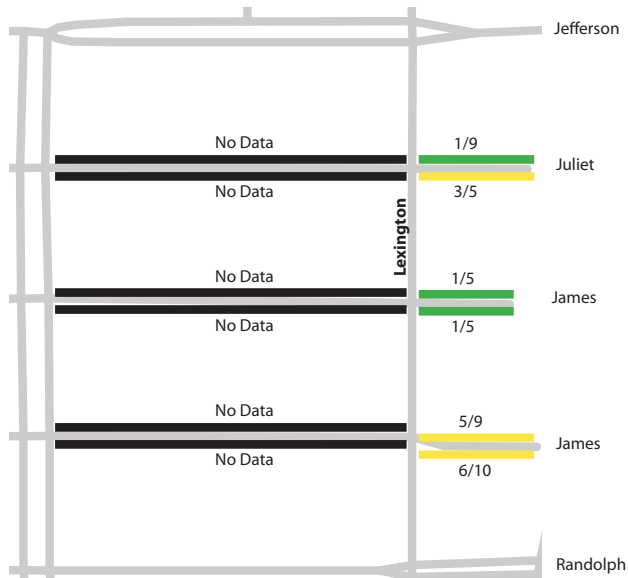 Jefferson
No Data
1/9
Juliet
No Data
3/5
Lexington
No Data
1/5
James
No Data
1/5
No Data
5/9
James
No Data
6/10
Randolph